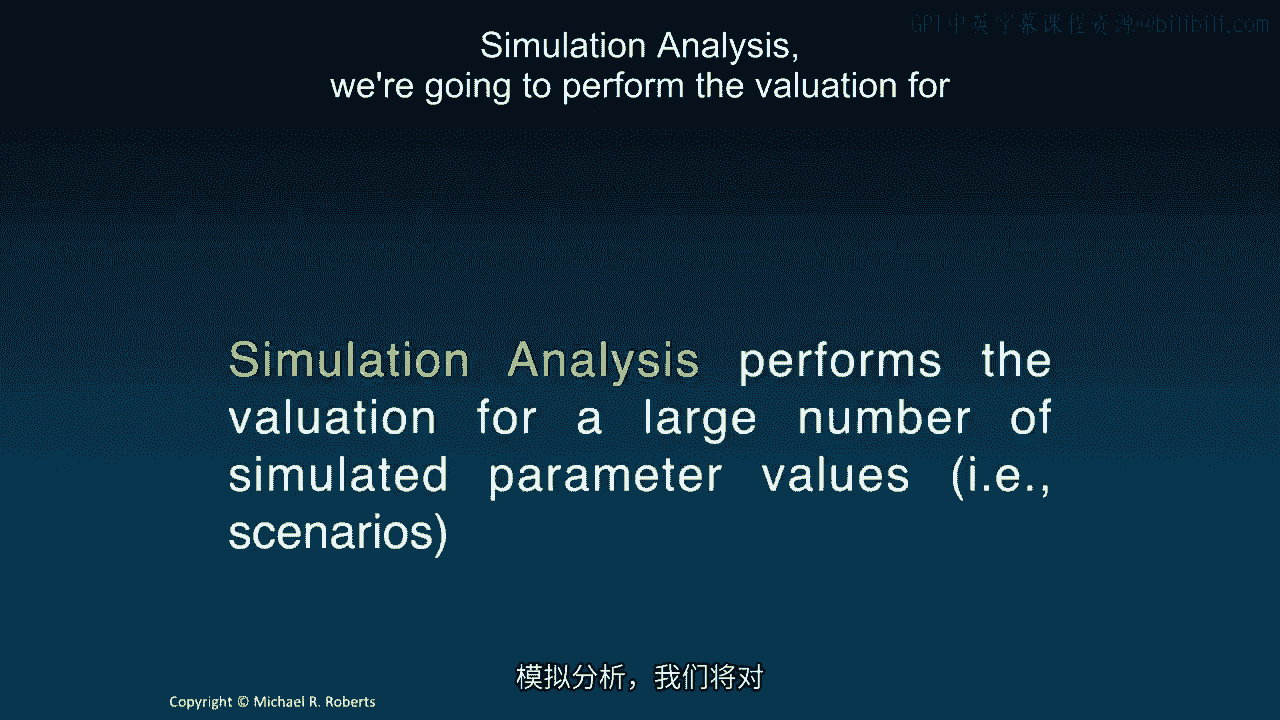 GPT中英字幕课程资源@bilibili.com
Simulation Analysis,
we're going to perform the valuation for
Simulation Analysis performs the
valuation for a large number of
simulated parameter values (i.e.,
scenarios)
模拟分析，我们将对
Copyright © Michael R. Roberts